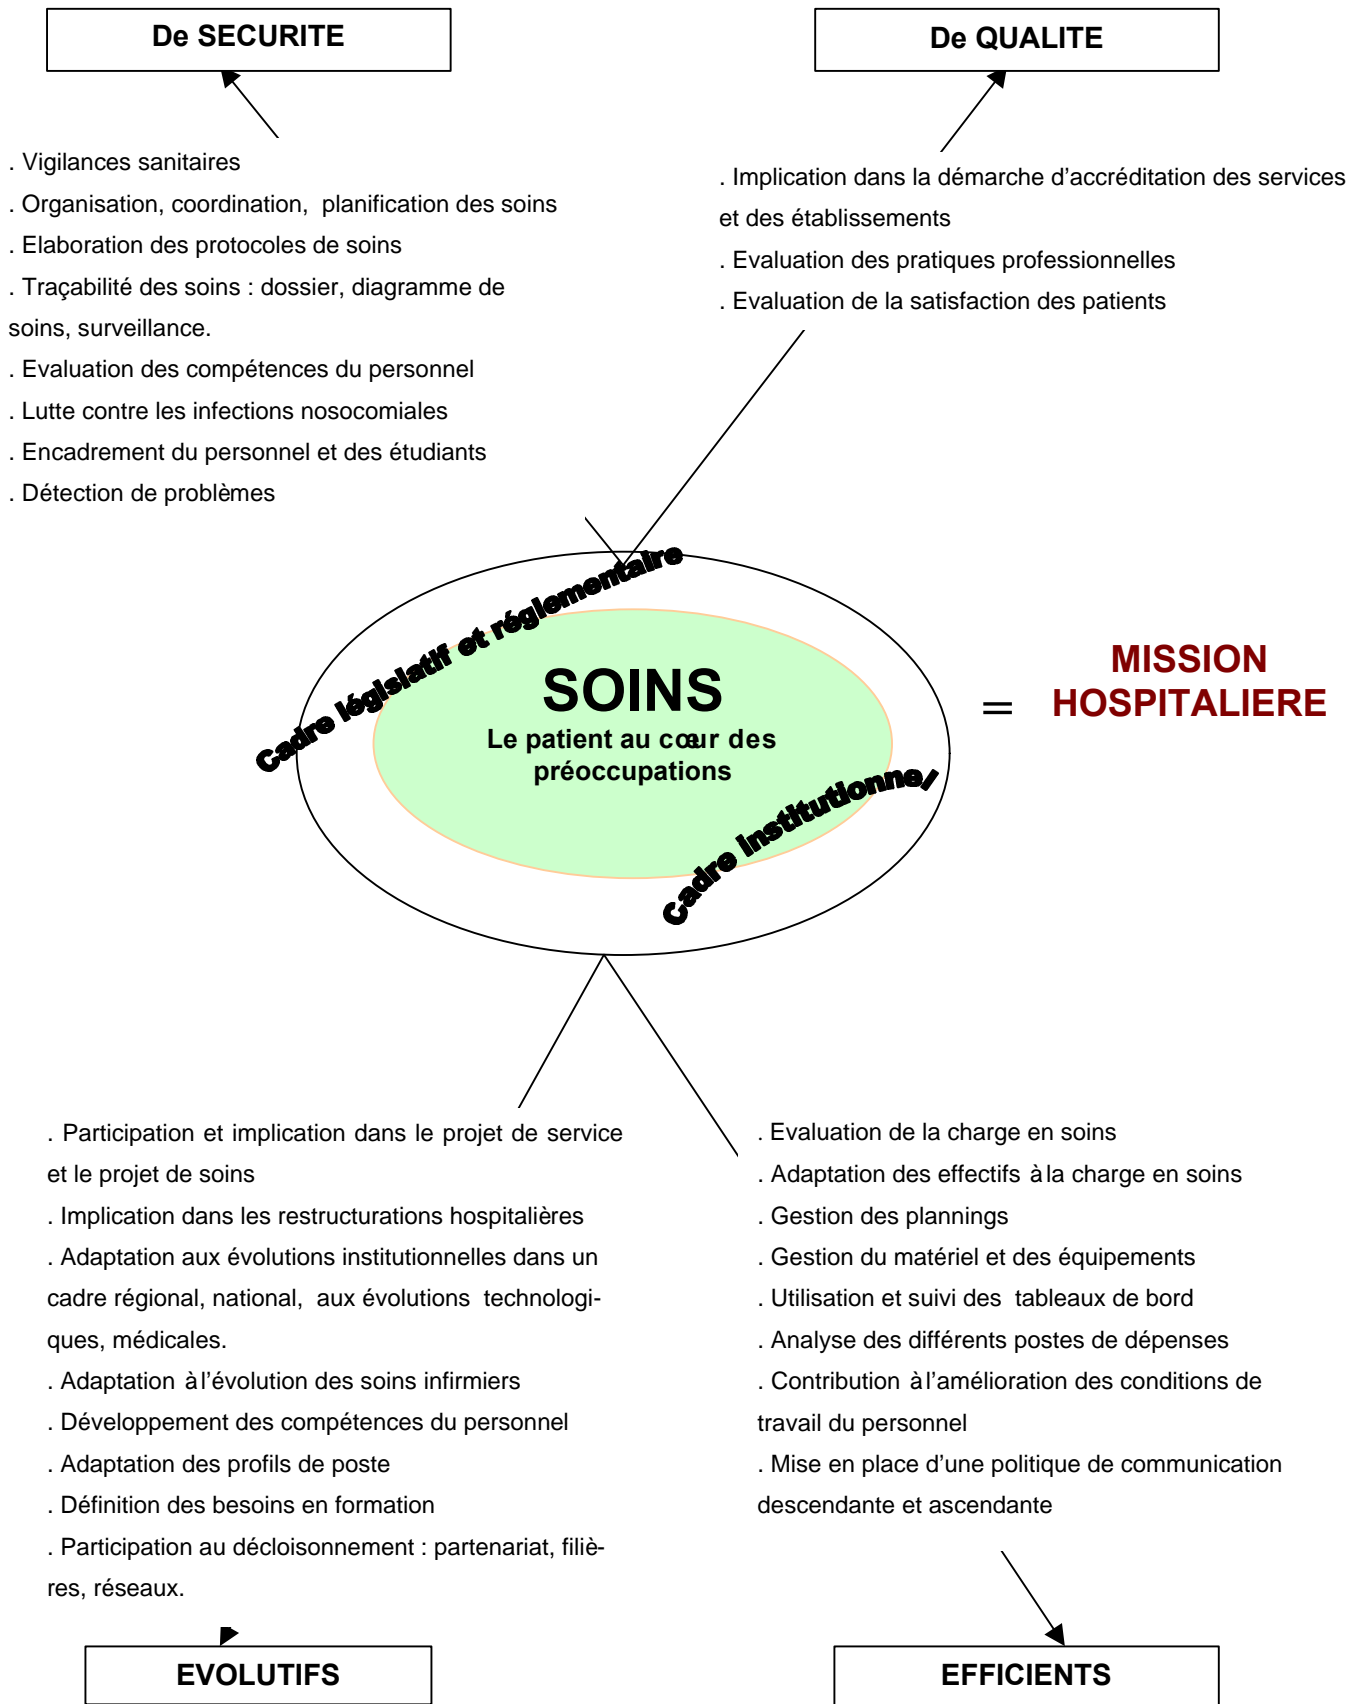 De SECURITE
De QUALITE
. Vigilances sanitaires
. Organisation, coordination, planification des soins
. Elaboration des protocoles de soins
. Traçabilité des soins : dossier, diagramme de
soins, surveillance.
. Evaluation des compétences du personnel
. Lutte contre les infections nosocomiales
. Encadrement du personnel et des étudiants
. Détection de problèmes
. Implication dans la démarche d'accréditation des services
et des établissements
. Evaluation des pratiques professionnelles
. Evaluation de la satisfaction des patients
Cadre législatif et réglementaire
SOINS
Le patient au cœur des
préoccupations
Cadre institutionnel
=
MISSION
HOSPITALIERE
. Participation et implication dans le projet de service
et le projet de soins
. Implication dans les restructurations hospitalières
. Adaptation aux évolutions institutionnelles dans un
cadre régional, national, aux évolutions technologi-
ques, médicales.
. Adaptation à l'évolution des soins infirmiers
. Développement des compétences du personnel
. Adaptation des profils de poste
. Définition des besoins en formation
. Participation au décloisonnement : partenariat, filiè-
res, réseaux.
. Evaluation de la charge en soins
. Adaptation des effectifs à la charge en soins
. Gestion des plannings
. Gestion du matériel et des équipements
. Utilisation et suivi des tableaux de bord
. Analyse des différents postes de dépenses
. Contribution à l'amélioration des conditions de
travail du personnel
. Mise en place d'une politique de communication
descendante et ascendante
EVOLUTIFS
EFFICIENTS